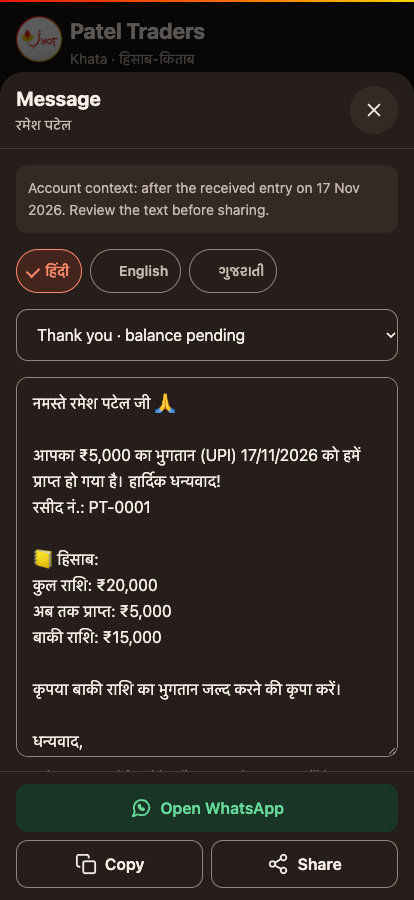 Jyot
Patel Traders
Khata · हिसाब-किताब
Message
रमेश पटेल
Account context: after the received entry on 17 Nov
2026. Review the text before sharing.
हिंदी
English
ગુજરાતી
Thank you · balance pending
नमस्ते रमेश पटेल जी 🙏
आपका ₹5,000 का भुगतान (UPI) 17/11/2026 को हमें
प्राप्त हो गया है। हार्दिक धन्यवाद!
रसीद नं.: PT-0001
📒 हिसाब:
कुल राशि: ₹20,000
अब तक प्राप्त: ₹5,000
बाकी राशि: ₹15,000
कृपया बाकी राशि का भुगतान जल्द करने की कृपा करें।
धन्यवाद,
Open WhatsApp
Copy
Share